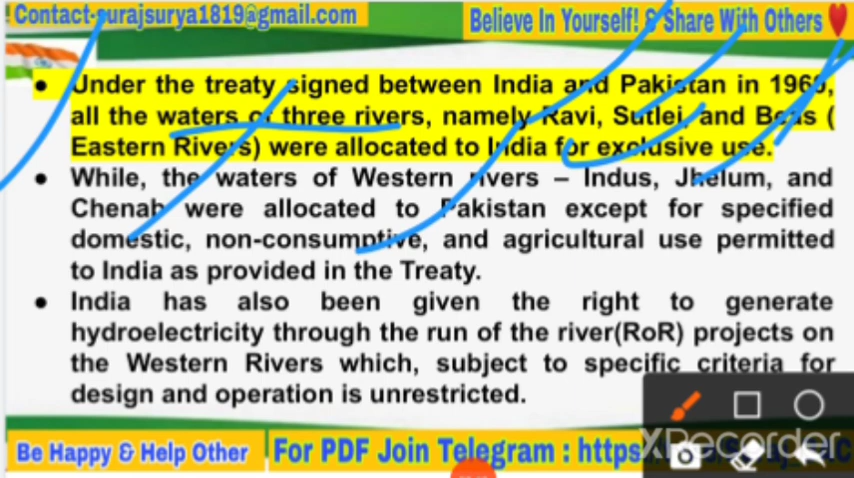 Contact-surajsurya1819@gmail.com
Believe In Yourself! & Share With Others
• Under the treaty signed between India and Pakistan in 1960,
all the waters of three rivers, namely Ravi, Sutlej, and Beas (
Eastern Rivers) were allocated to India for exclusive use.
• While, the waters of Western rivers – Indus, Jhelum, and
Chenab were allocated to Pakistan except for specified
domestic, non-consumptive, and agricultural use permitted
to India as provided in the Treaty.
• India has also been given the right to generate
hydroelectricity through the run of the river(RoR) projects on
the Western Rivers which, subject to specific criteria for
design and operation is unrestricted.
Be Happy & Help Other
For PDF Join Telegram : https
XRecorder